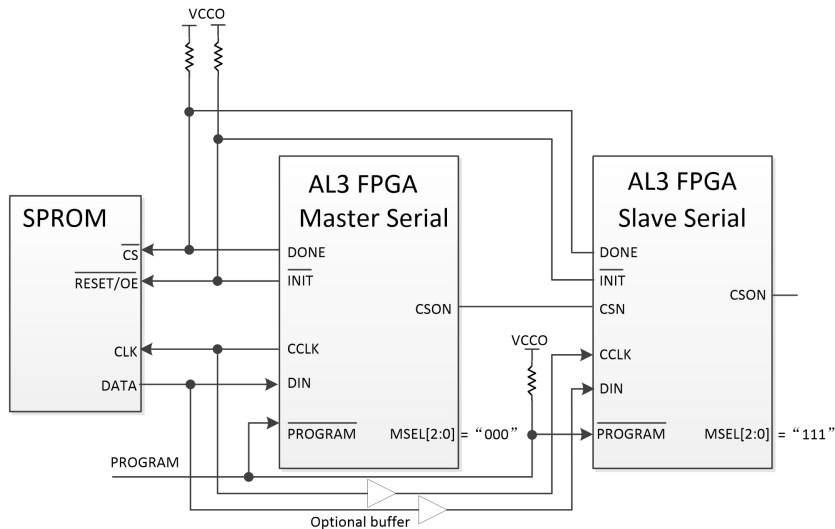 VCCO
SPROM
CS
RESET/OE
CLK
DATA
AL3 FPGA
Master Serial
DONE
INIT
CSON
CCLK
DIN
PROGRAM
MSEL[2:0] = “000”
VCCO
AL3 FPGA
Slave Serial
DONE
INIT
CSON
CSN
CCLK
DIN
PROGRAM
MSEL[2:0] = “111”
PROGRAM
Optional buffer